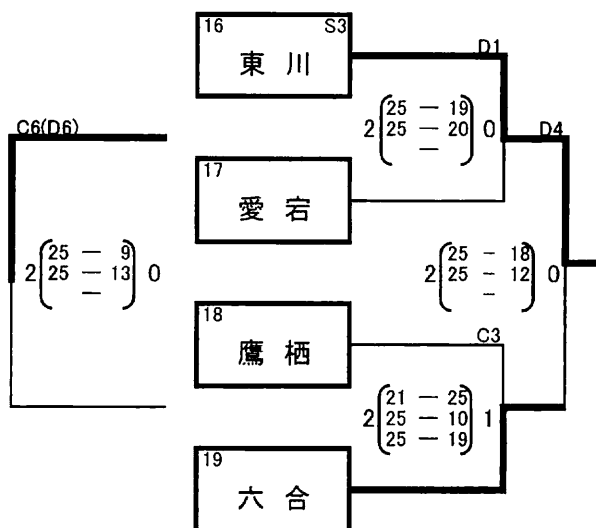 16 S3
東川
D1
2 25 — 19 0
25 — 20
—
C6(D6)
D4
17
愛宕
2 25 — 9 0
25 — 13
—
2 25 - 18 0
25 - 12
-
18
鷹栖
C3
2 21 — 25 1
25 — 10
25 — 19
19
六合